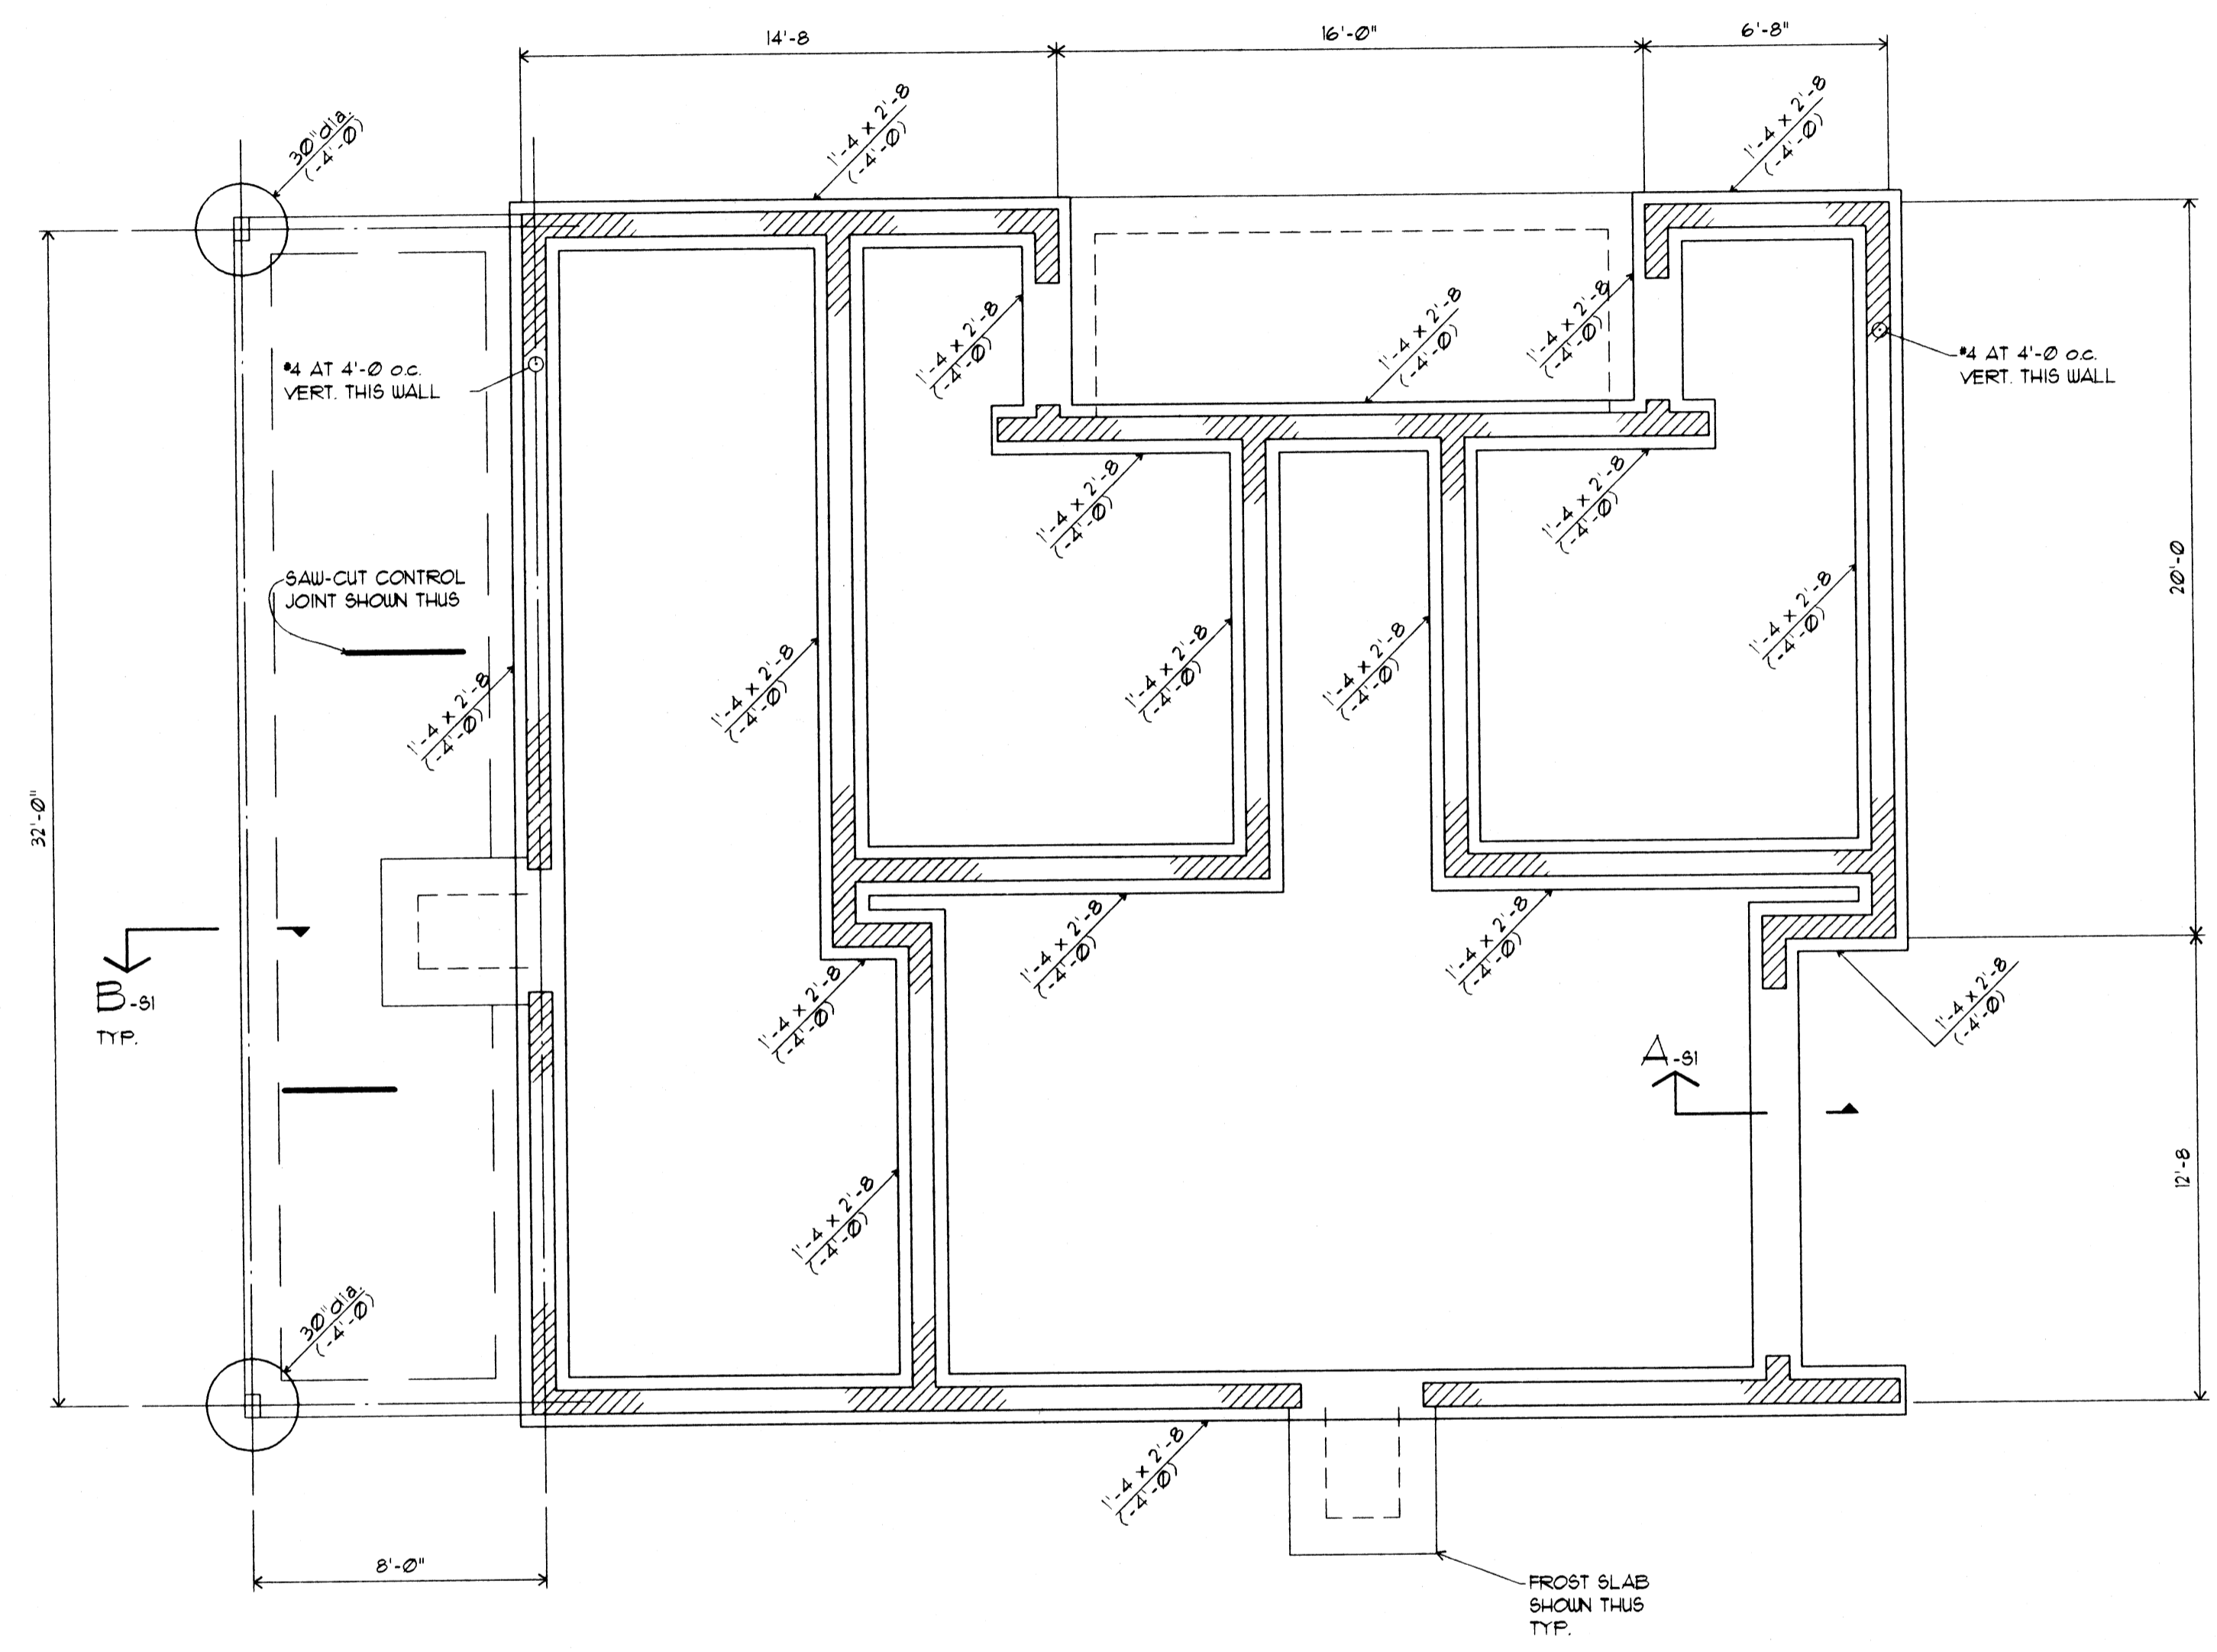 14'-8
16'-0"
6'-8"
30" dia.
(-4'-0)
1'-4 x 2'-8
(-4'-0)
1'-4 x 2'-8
(-4'-0)
#4 AT 4'-0 o.c.
VERT. THIS WALL
1'-4 x 2'-8
(-4'-0)
1'-4 x 2'-8
(-4'-0)
1'-4 x 2'-8
(-4'-0)
#4 AT 4'-0 o.c.
VERT. THIS WALL
1'-4 x 2'-8
(-4'-0)
1'-4 x 2'-8
(-4'-0)
20'-0
SAW-CUT CONTROL
JOINT SHOWN THUS
1'-4 x 2'-8
(-4'-0)
1'-4 x 2'-8
(-4'-0)
1'-4 x 2'-8
(-4'-0)
1'-4 x 2'-8
(-4'-0)
1'-4 x 2'-8
(-4'-0)
32'-0"
B-S1
TYP.
1'-4 x 2'-8
(-4'-0)
1'-4 x 2'-8
(-4'-0)
1'-4 x 2'-8
(-4'-0)
1'-4 x 2'-8
(-4'-0)
A-S1
12'-8
1'-4 x 2'-8
(-4'-0)
30" dia.
(-4'-0)
1'-4 x 2'-8
(-4'-0)
8'-0"
FROST SLAB
SHOWN THUS
TYP.